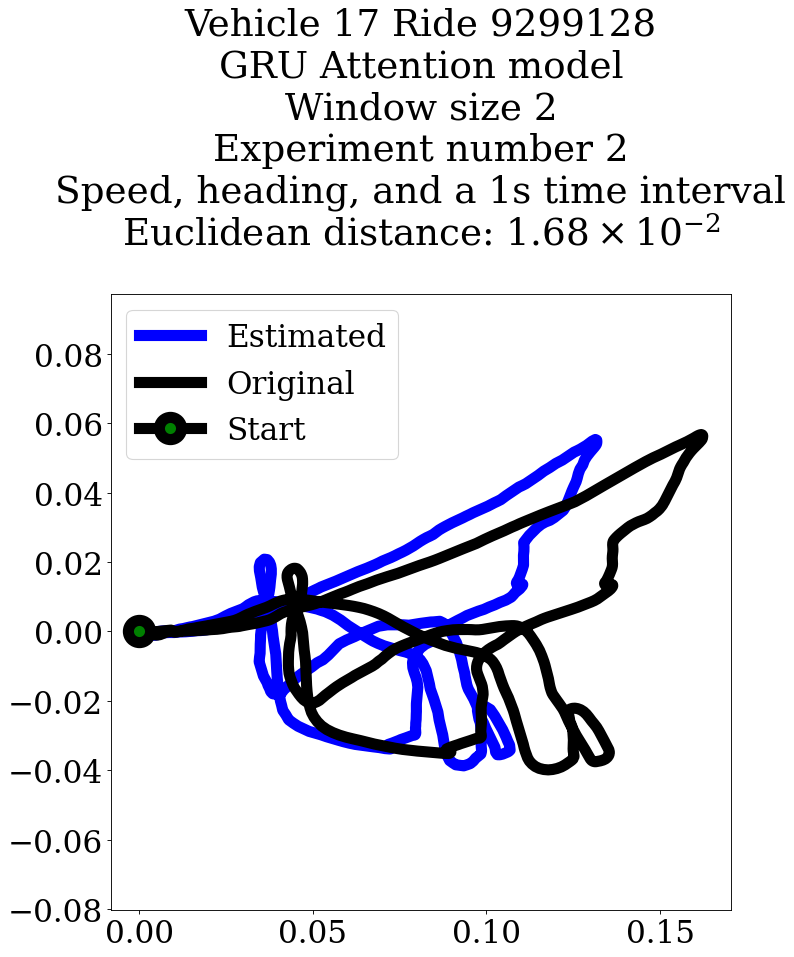 Vehicle 17 Ride 9299128
GRU Attention model
Window size 2
Experiment number 2
Speed, heading, and a 1s time interval
Euclidean distance: 1.68 × 10⁻²
Estimated
Original
Start
0.08
0.06
0.04
0.02
0.00
−0.02
−0.04
−0.06
−0.08
0.00 0.05 0.10 0.15